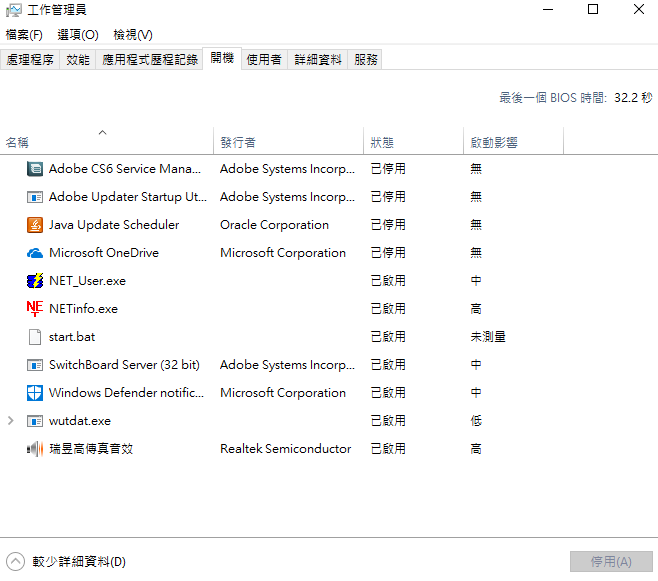 工作管理員
檔案(F) 選項(O) 檢視(V)
處理程序 效能 應用程式歷程記錄 開機 使用者 詳細資料 服務
最後一個 BIOS 時間: 32.2 秒
名稱 發行者 狀態 啟動影響
Adobe CS6 Service Mana... Adobe Systems Incorp... 已停用 無
Adobe Updater Startup Ut... Adobe Systems Incorp... 已停用 無
Java Update Scheduler Oracle Corporation 已停用 無
Microsoft OneDrive Microsoft Corporation 已停用 無
NET_User.exe 已啟用 中
NETinfo.exe 已啟用 高
start.bat 已啟用 未測量
SwitchBoard Server (32 bit) Adobe Systems Incorp... 已啟用 中
Windows Defender notific... Microsoft Corporation 已啟用 中
wutdat.exe 已啟用 低
瑞昱高傳真音效 Realtek Semiconductor 已啟用 高
較少詳細資料(D) 停用(A)